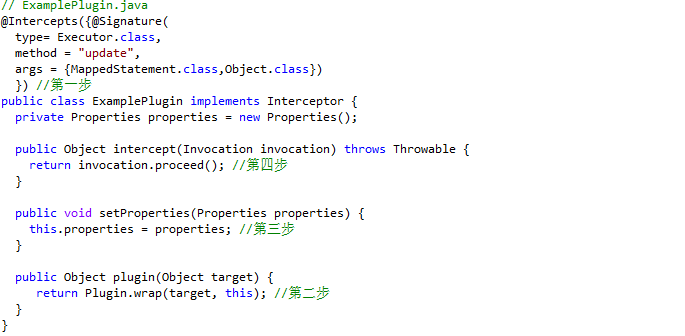 // ExamplePlugin.java
@Intercepts({@Signature(
  type= Executor.class,
  method = "update",
  args = {MappedStatement.class,Object.class})
  }) //第一步
public class ExamplePlugin implements Interceptor {
  private Properties properties = new Properties();

  public Object intercept(Invocation invocation) throws Throwable {
    return invocation.proceed(); //第四步
  }

  public void setProperties(Properties properties) {
    this.properties = properties; //第三步
  }

  public Object plugin(Object target) {
     return Plugin.wrap(target, this); //第二步
  }
}